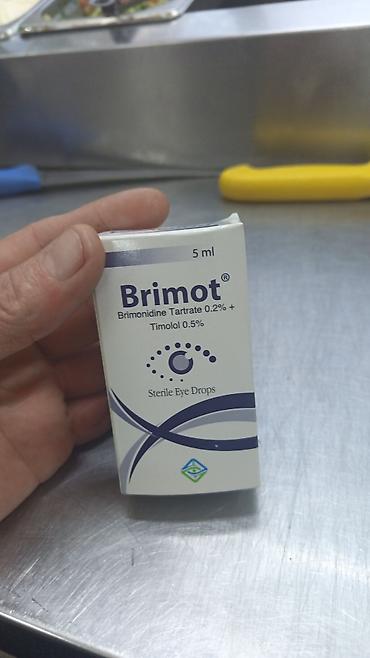 5 ml
Brimot®
Brimonidine Tartrate 0.2% +
Timolol 0.5%
Sterile Eye Drops